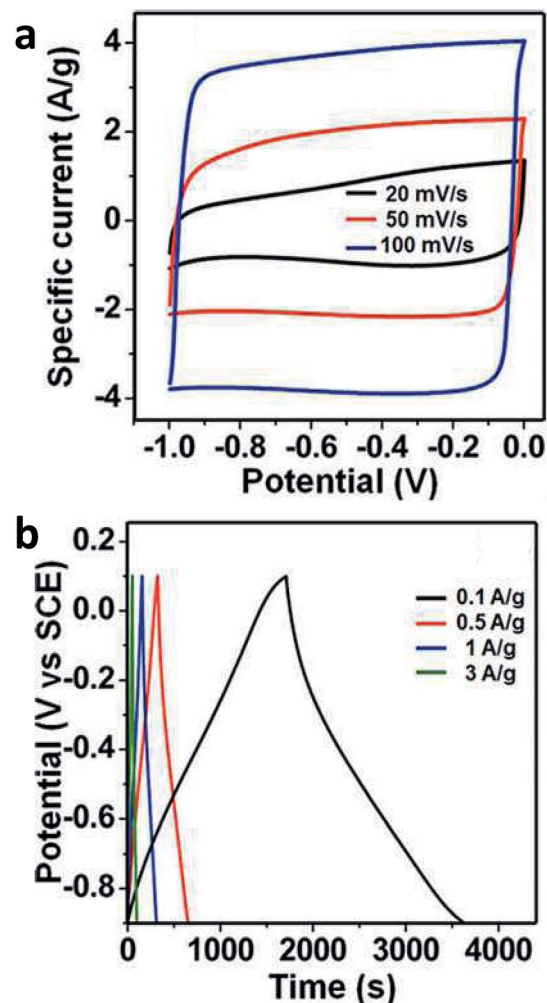 a
Specific current (A/g)
4
2
0
-2
-4
20 mV/s
50 mV/s
100 mV/s
-1.0 -0.8 -0.6 -0.4 -0.2 0.0
Potential (V)
b
Potential (V vs SCE)
0.2
0.0
-0.2
-0.4
-0.6
-0.8
0.1 A/g
0.5 A/g
1 A/g
3 A/g
0 1000 2000 3000 4000
Time (s)